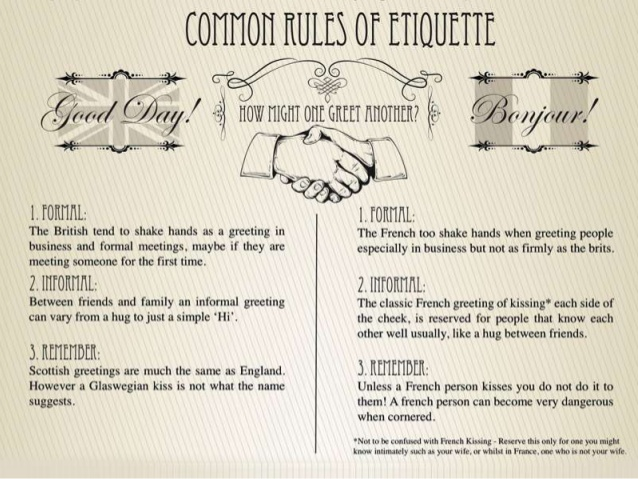 COMMON RULES OF ETIQUETTE
Good Day!
HOW MIGHT ONE GREET ANOTHER?
Bonjour!
1. FORMAL:
The British tend to shake hands as a greeting in
business and formal meetings, maybe if they are
meeting someone for the first time.
2. INFORMAL:
Between friends and family an informal greeting
can vary from a hug to just a simple 'Hi'.
3. REMEMBER:
Scottish greetings are much the same as England.
However a Glaswegian kiss is not what the name
suggests.
1. FORMAL:
The French too shake hands when greeting people
especially in business but not as firmly as the brits.
2. INFORMAL:
The classic French greeting of kissing* each side of
the cheek, is reserved for people that know each
other well usually, like a hug between friends.
3. REMEMBER:
Unless a French person kisses you do not do it to
them! A french person can become very dangerous
when cornered.
*Not to be confused with French Kissing - Reserve this only for one you might
know intimately such as your wife, or whilst in France, one who is not your wife.